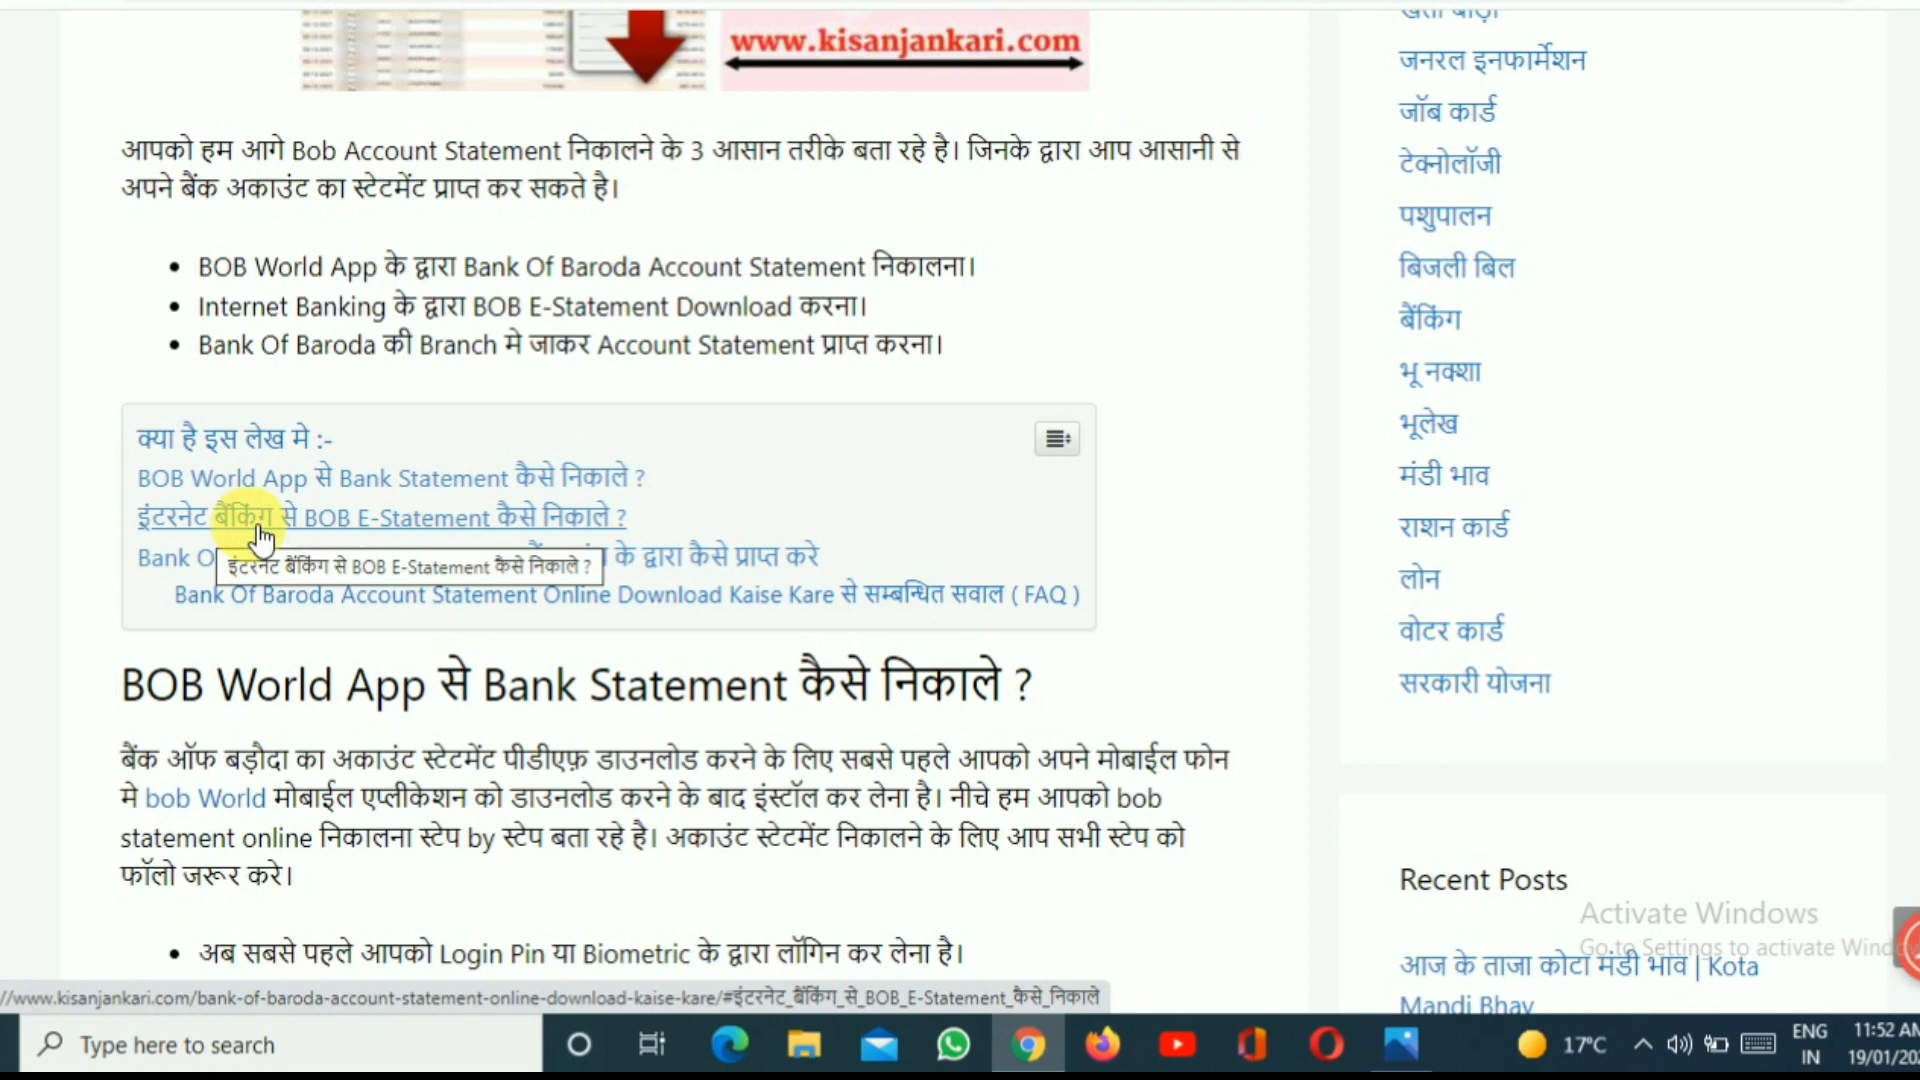 www.kisanjankari.com
आपको हम आगे Bob Account Statement निकालने के 3 आसान तरीके बता रहे है। जिनके द्वारा आप आसानी से
अपने बैंक अकाउंट का स्टेटमेंट प्राप्त कर सकते है।
BOB World App के द्वारा Bank Of Baroda Account Statement निकालना।
Internet Banking के द्वारा BOB E-Statement Download करना।
Bank Of Baroda की Branch मे जाकर Account Statement प्राप्त करना।
क्या है इस लेख मे :-
BOB World App से Bank Statement कैसे निकाले ?
इंटरनेट बैंकिंग से BOB E-Statement कैसे निकाले ?
Bank के द्वारा कैसे प्राप्त करे
इंटरनेट बैंकिंग से BOB E-Statement कैसे निकाले ?
Bank Of Baroda Account Statement Online Download Kaise Kare से सम्बन्धित सवाल ( FAQ )
BOB World App से Bank Statement कैसे निकाले ?
बैंक ऑफ बड़ौदा का अकाउंट स्टेटमेंट पीडीएफ़ डाउनलोड करने के लिए सबसे पहले आपको अपने मोबाईल फोन
मे bob World मोबाईल एप्लीकेशन को डाउनलोड करने के बाद इंस्टॉल कर लेना है। नीचे हम आपको bob
statement online निकालना स्टेप by स्टेप बता रहे है। अकाउंट स्टेटमेंट निकालने के लिए आप सभी स्टेप को
फॉलो जरूर करे।
अब सबसे पहले आपको Login Pin या Biometric के द्वारा लॉगिन कर लेना है।
//www.kisanjankari.com/bank-of-baroda-account-statement-online-download-kaise-kare/#इंटरनेट_बैंकिंग_से_BOB_E-Statement_कैसे_निकाले
जनरल इनफार्मेशन
जॉब कार्ड
टेक्नोलॉजी
पशुपालन
बिजली बिल
बैंकिंग
भू नक्शा
भूलेख
मंडी भाव
राशन कार्ड
लोन
वोटर कार्ड
सरकारी योजना
Recent Posts
Activate Windows
Go to Settings to activate
आज के ताजा कोटा मंडी भाव | Kota
Mandi Bhav
Type here to search
17°C
ENG
IN
11:52 AM
19/01/